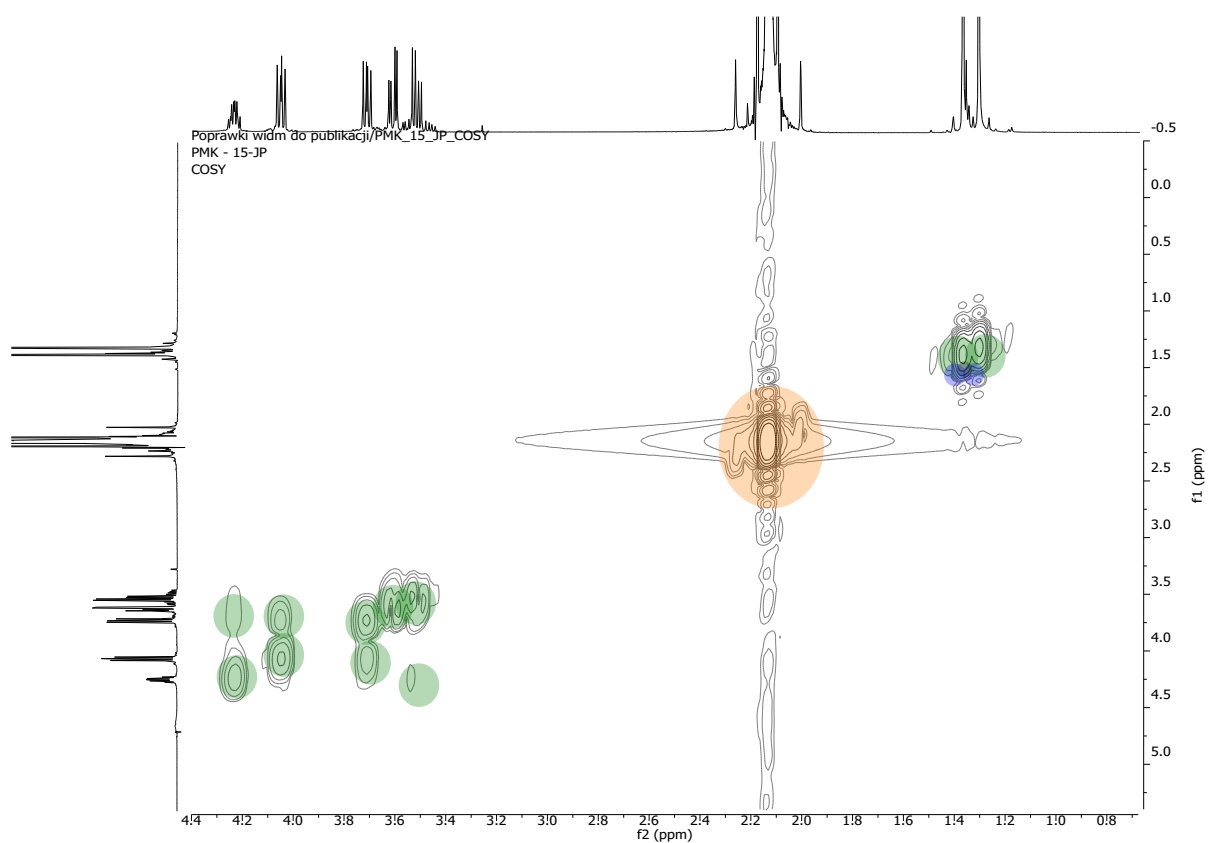 -0.5
Poprawki widm do publikacji/PMK_15_JP_COSY
PMK - 15-JP
COSY
0.0
0.5
1.0
1.5
2.0
2.5
3.0
3.5
4.0
4.5
5.0
f1 (ppm)
4.4 4.2 4.0 3.8 3.6 3.4 3.2 3.0 2.8 2.6 2.4 2.2 2.0 1.8 1.6 1.4 1.2 1.0 0.8
f2 (ppm)